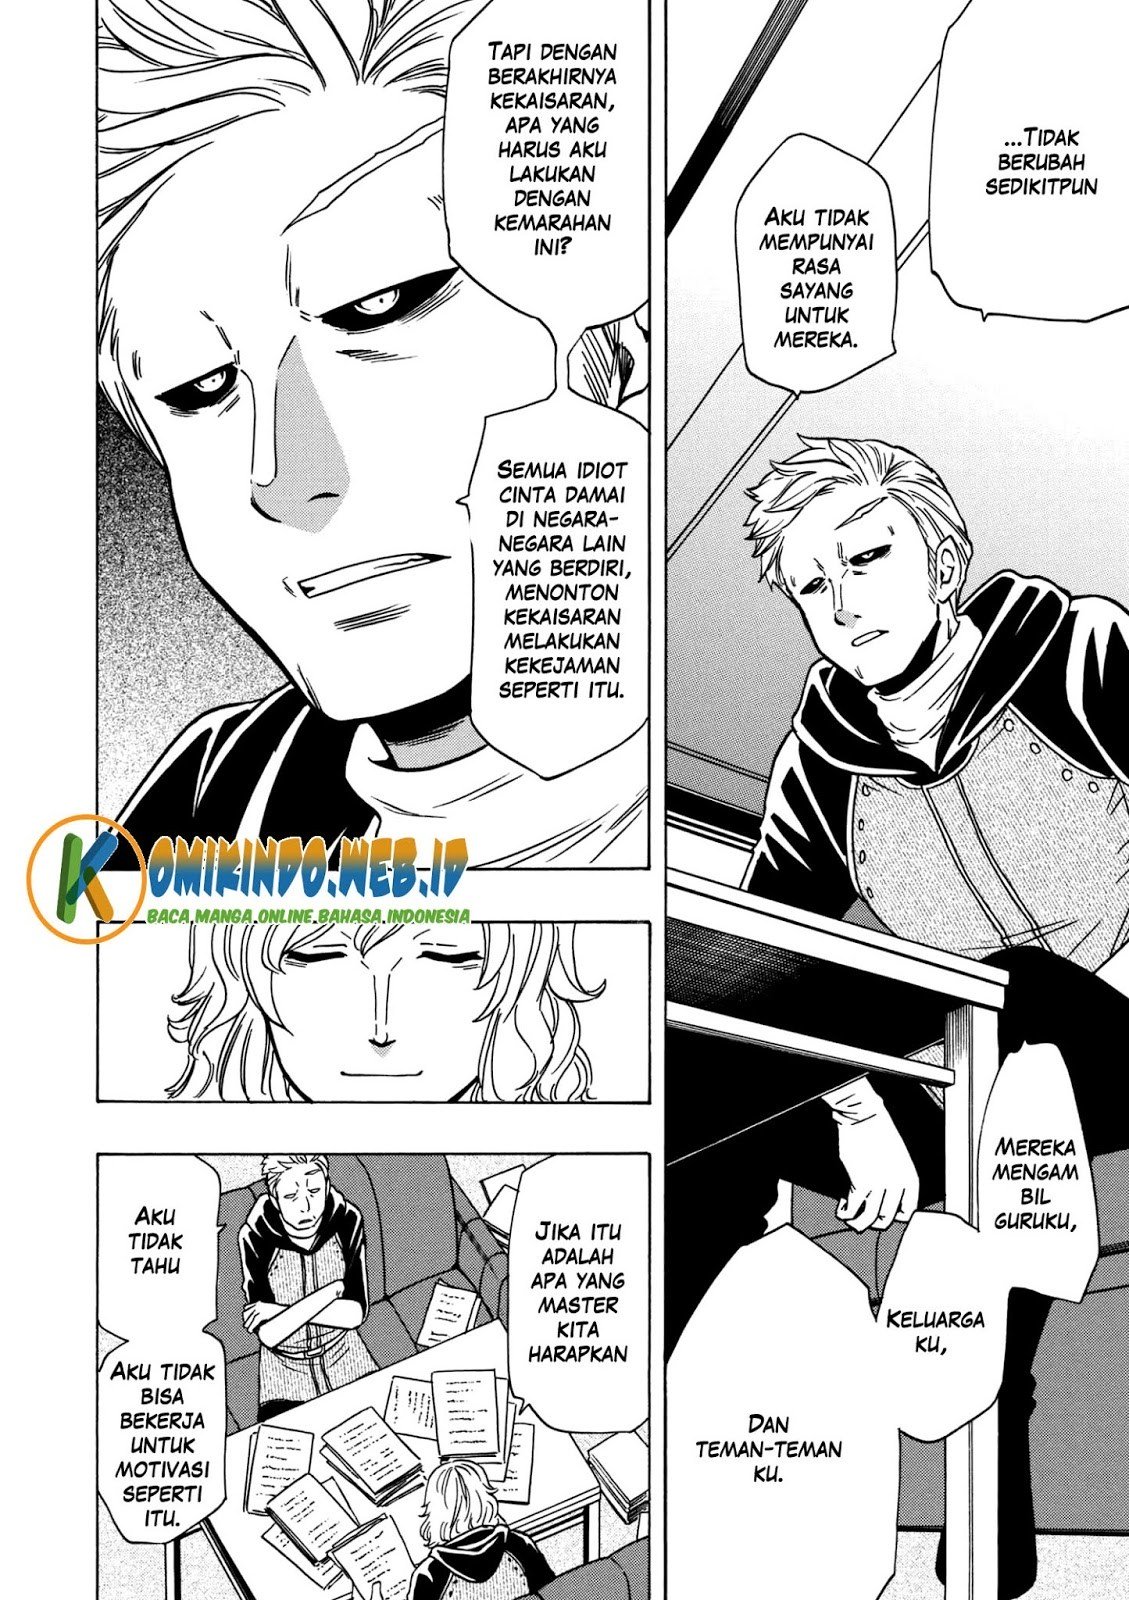 ...TIDAK
BERUBAH
SEDIKITPUN
AKU TIDAK
MEMPUNYAI
RASA
SAYANG
UNTUK
MEREKA.
MEREKA
MENGAM
BIL
GURUKU,
KELUARGA
KU,
DAN
TEMAN-TEMAN
KU.
TAPI DENGAN
BERAKHIRNYA
KEKAISARAN,
APA YANG
HARUS AKU
LAKUKAN
DENGAN
KEMARAHAN
INI?
SEMUA IDIOT
CINTA DAMAI
DI NEGARA-
NEGARA LAIN
YANG BERDIRI,
MENONTON
KEKAISARAN
MELAKUKAN
KEKEJAMAN
SEPERTI ITU.
KOMIKINDO.WEB.ID
BACA MANGA ONLINE BAHASA INDONESIA
JIKA ITU
ADALAH
APA YANG
MASTER
KITA
HARAPKAN
AKU
TIDAK
TAHU
AKU TIDAK
BISA
BEKERJA
UNTUK
MOTIVASI
SEPERTI
ITU.